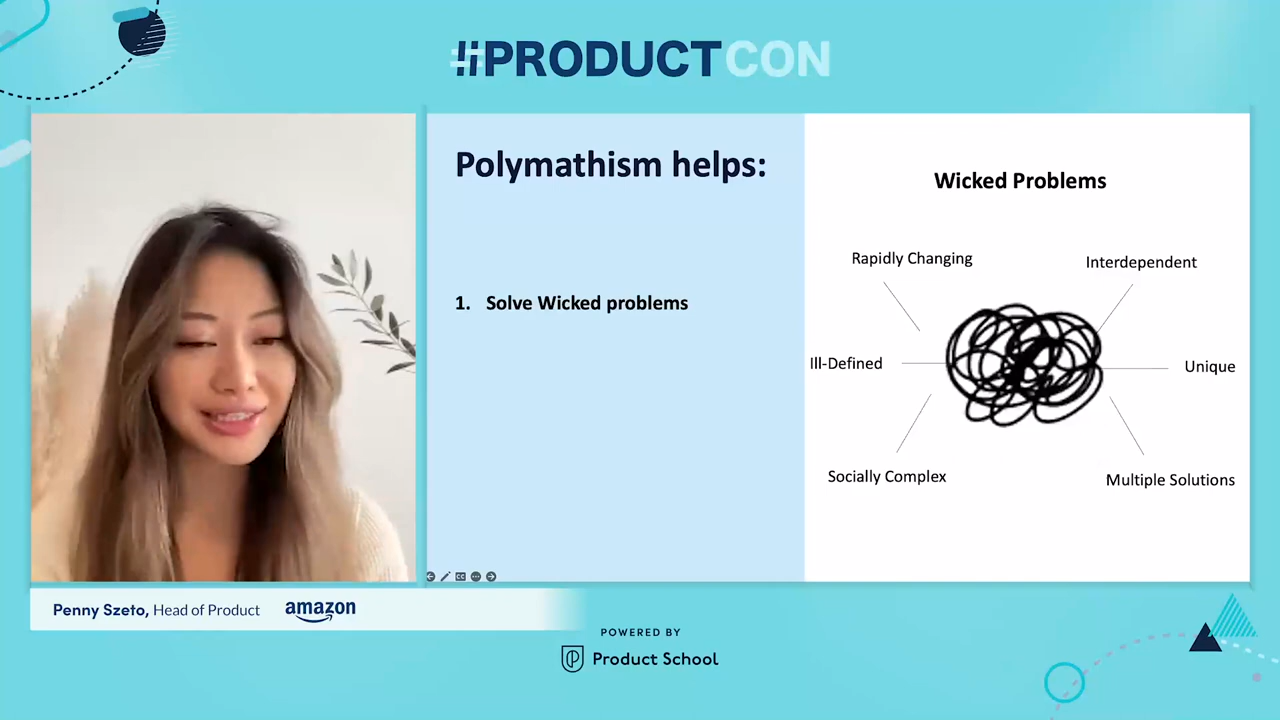 #PRODUCTCON
Polymathism helps:
1. Solve Wicked problems
Wicked Problems
Rapidly Changing
Interdependent
Ill-Defined
Unique
Socially Complex
Multiple Solutions
Penny Szeto, Head of Product
amazon
POWERED BY
Product School